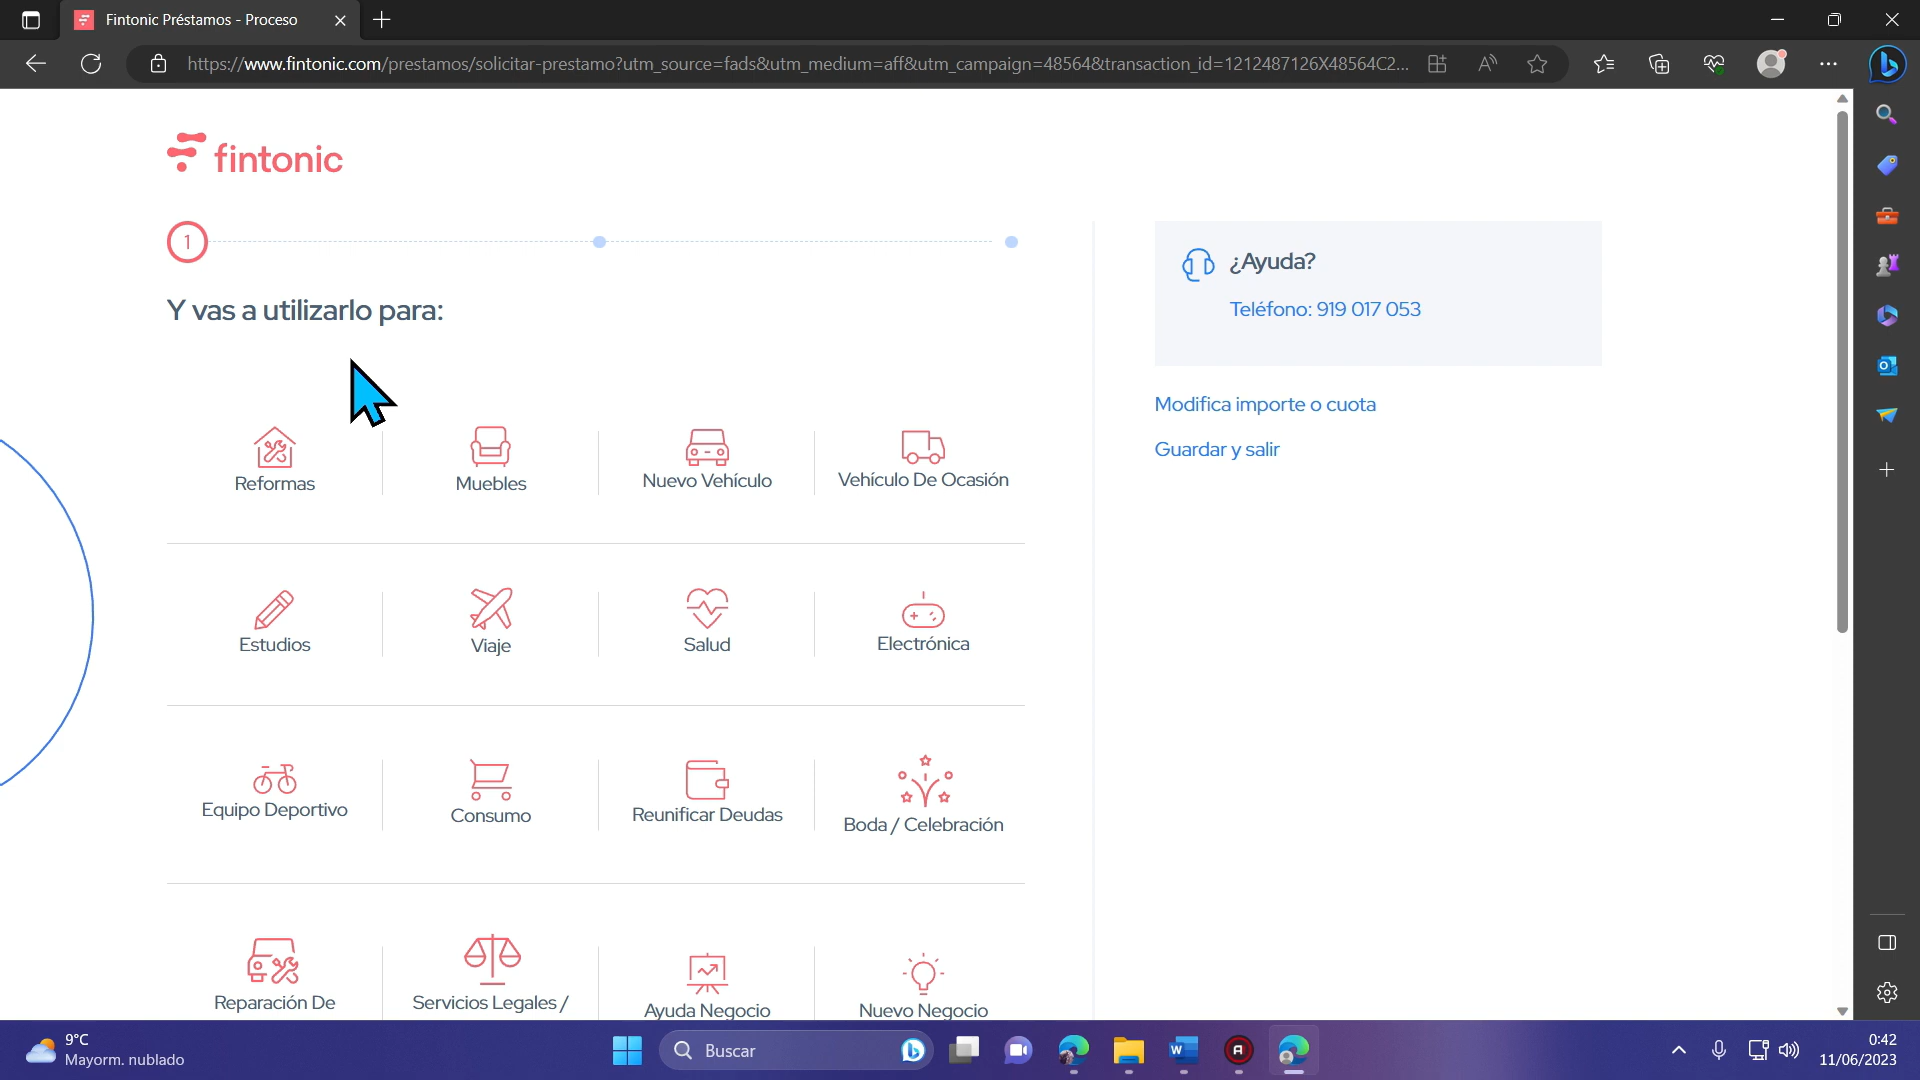 Fintonic Préstamos - Proceso
https://www.fintonic.com/prestamos/solicitar-prestamo?utm_source=fads&utm_medium=aff&utm_campaign=48564&transaction_id=1212487126X48564C2...
fintonic
1
Y vas a utilizarlo para:
¿Ayuda?
Teléfono: 919 017 053
Modifica importe o cuota
Guardar y salir
Reformas
Muebles
Nuevo Vehículo
Vehículo De Ocasión
Estudios
Viaje
Salud
Electrónica
Equipo Deportivo
Consumo
Reunificar Deudas
Boda / Celebración
Reparación De
Servicios Legales /
Ayuda Negocio
Nuevo Negocio
9°C
Mayorm. nublado
Buscar
0:42
11/06/2023